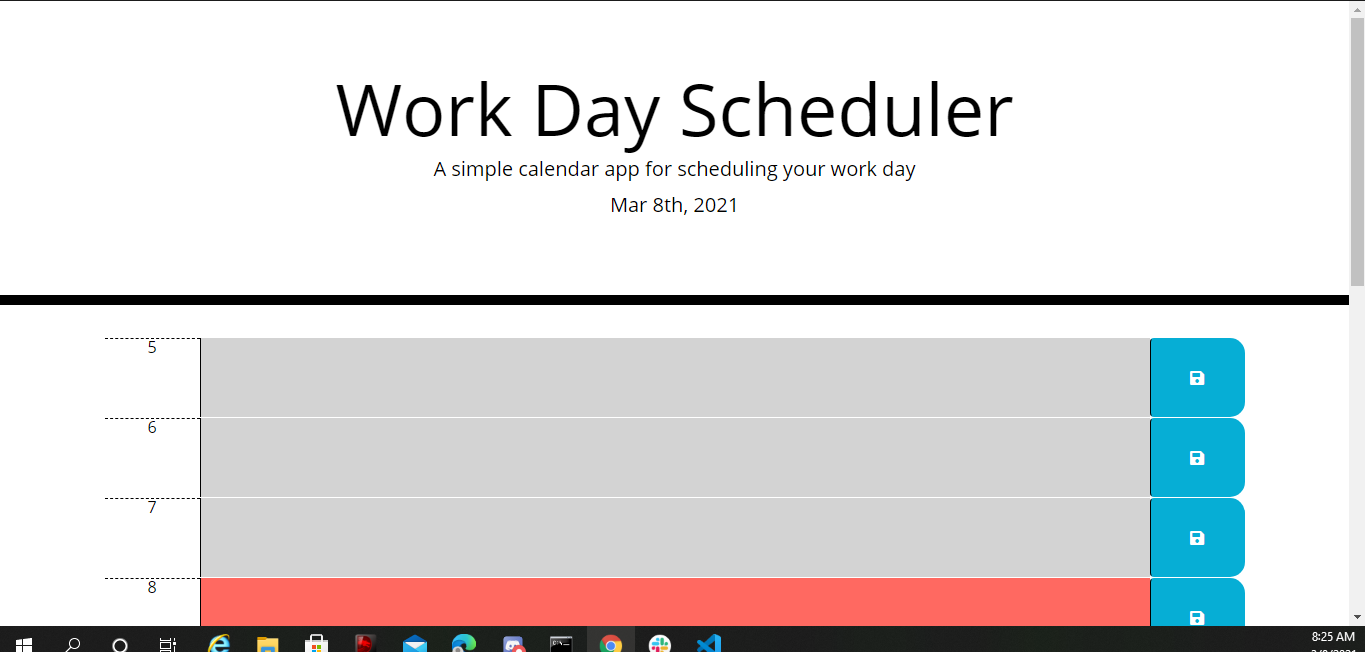 Work Day Scheduler
A simple calendar app for scheduling your work day
Mar 8th, 2021
5
6
7
8
8:25 AM